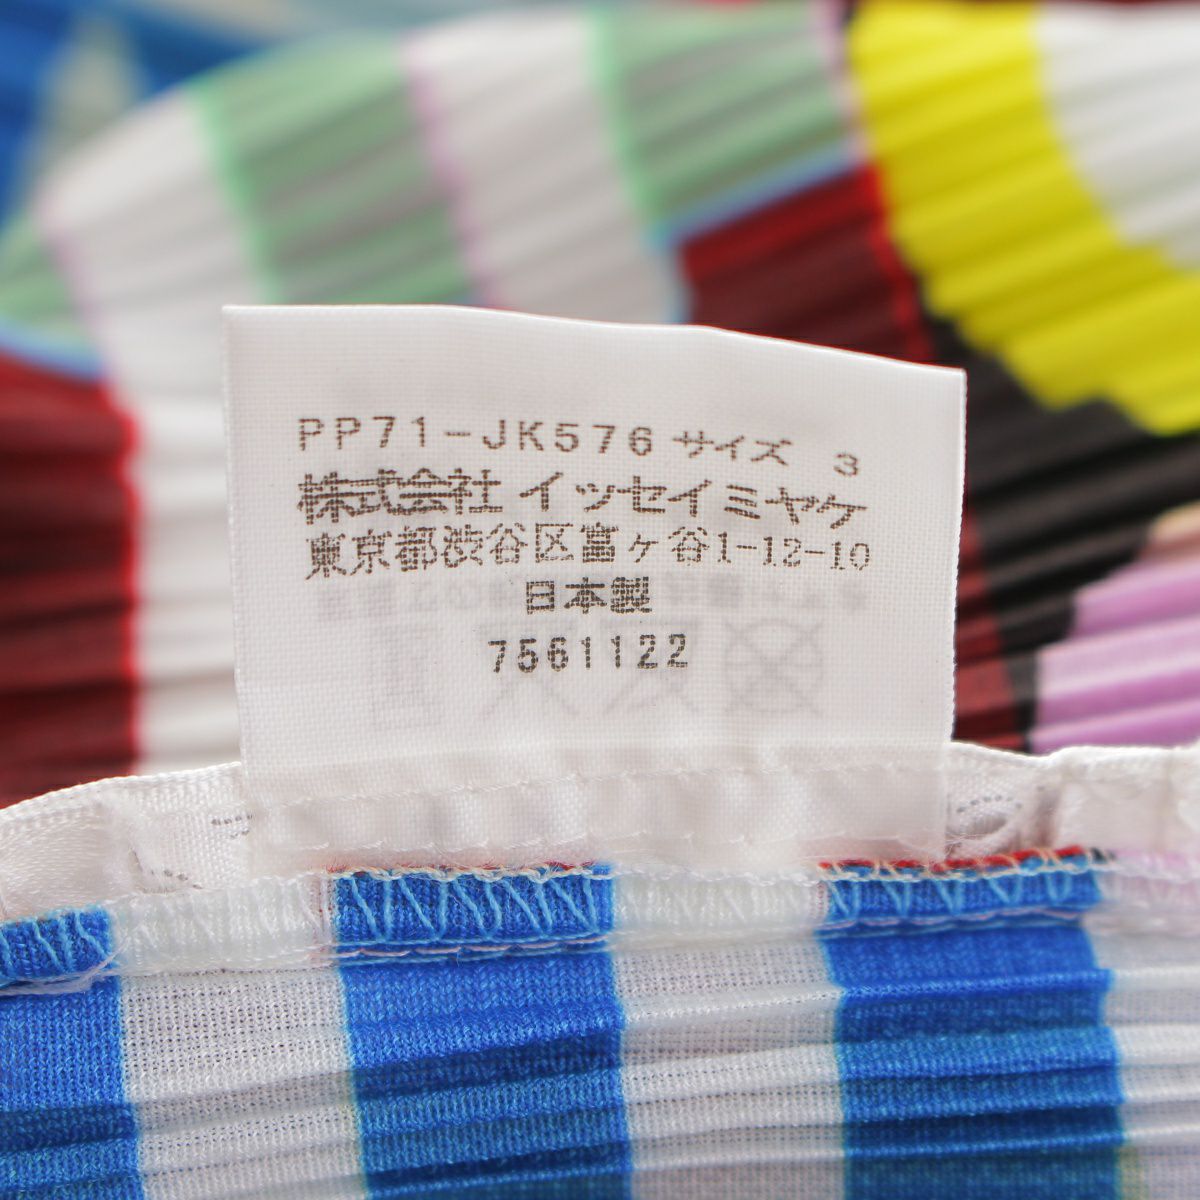 PP71-JK576 サイズ 3
株式会社 イッセイミヤケ
東京都渋谷区富ヶ谷1-12-10
日本製
7561122